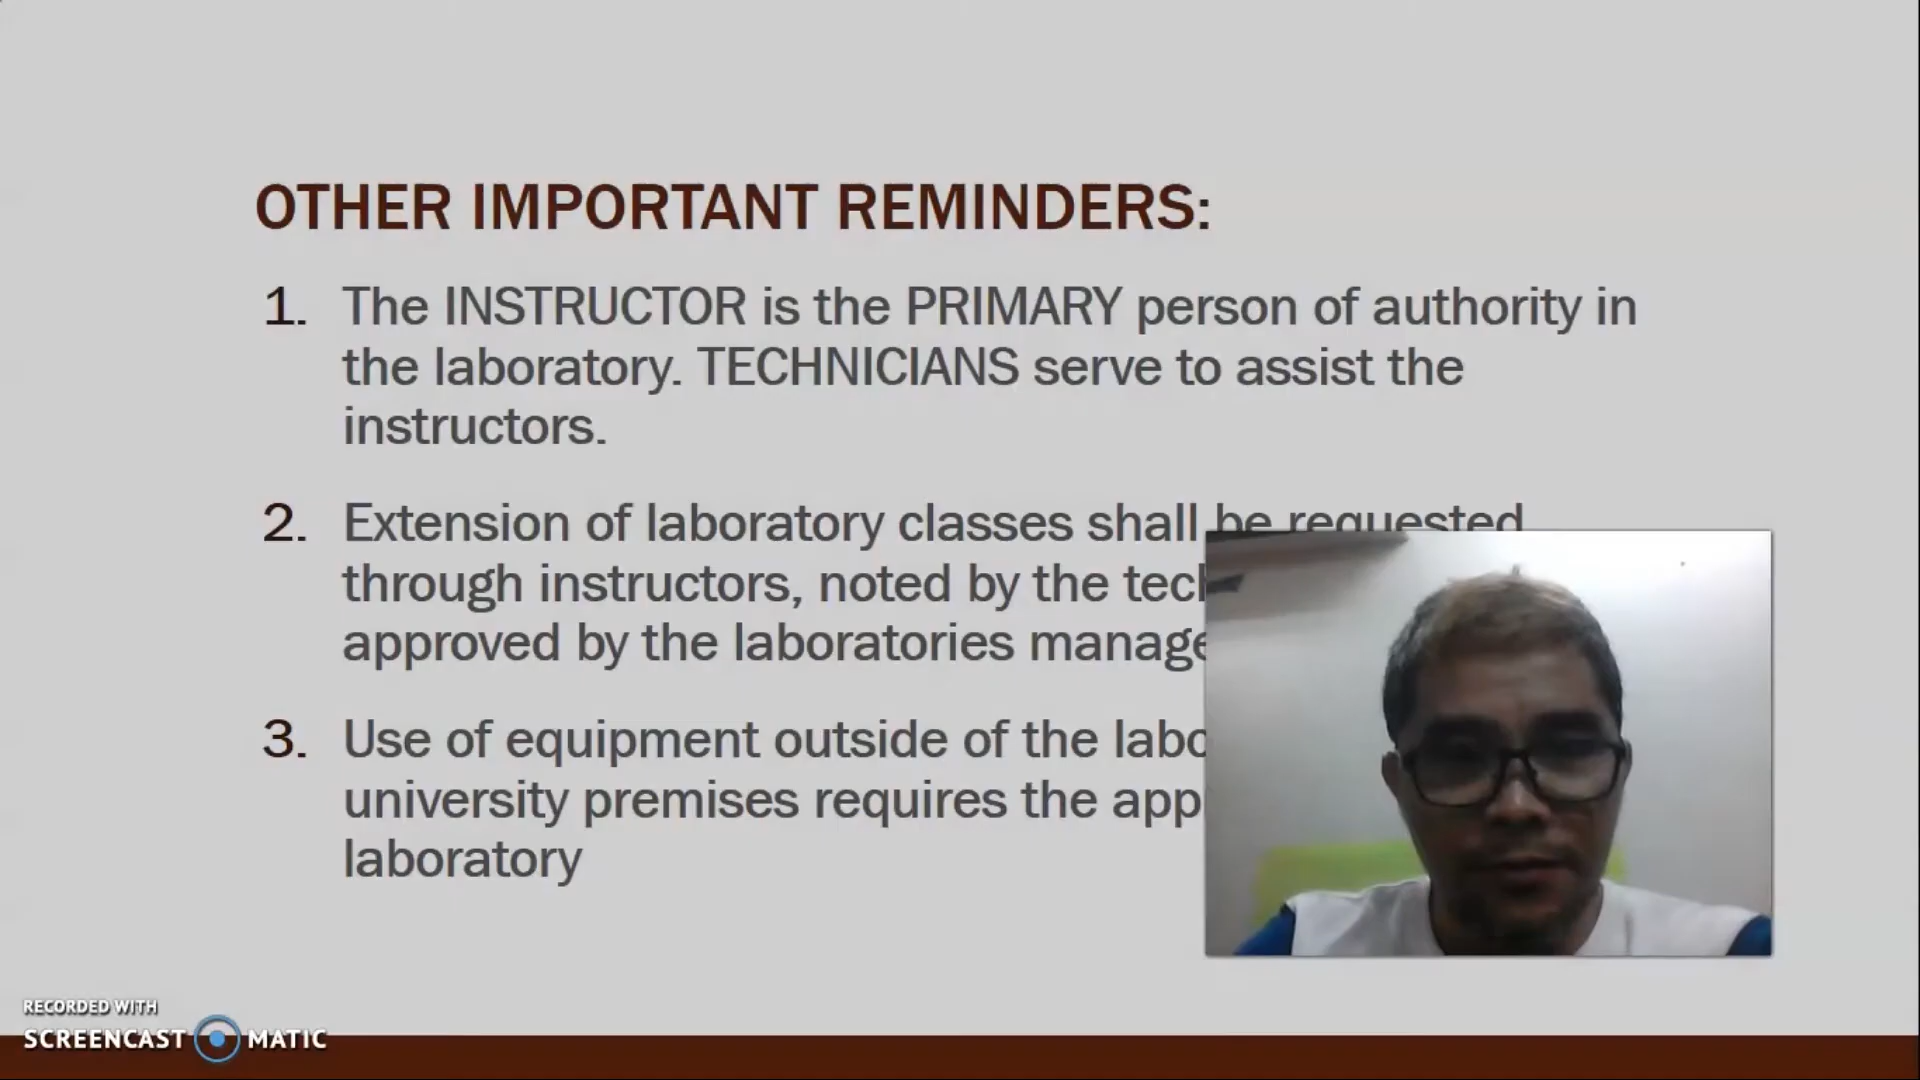 OTHER IMPORTANT REMINDERS:
1. The INSTRUCTOR is the PRIMARY person of authority in
the laboratory. TECHNICIANS serve to assist the
instructors.
2. Extension of laboratory classes shall be requested
through instructors, noted by the
approved by the laboratories
3. Use of equipment outside of the
university premises requires the
laboratory
RECORDED WITH
SCREENCAST MATIC